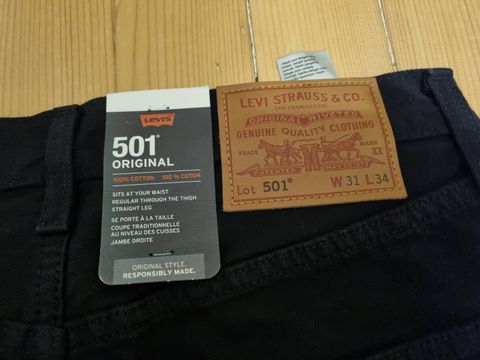 Levi's
501®
ORIGINAL
100% COTTON 100 % COTON
SITS AT YOUR WAIST
REGULAR THROUGH THE THIGH
STRAIGHT LEG
SE PORTE À LA TAILLE
COUPE TRADITIONNELLE
AU NIVEAU DES CUISSES
JAMBE DROITE
ORIGINAL STYLE.
RESPONSIBLY MADE.
LEVI STRAUSS & CO.
SAN FRANCISCO, CAL.
ORIGINAL RIVETED
GENUINE QUALITY CLOTHING
TRADE MARK
XX
PATENTED
Lot 501® W 31 L 34